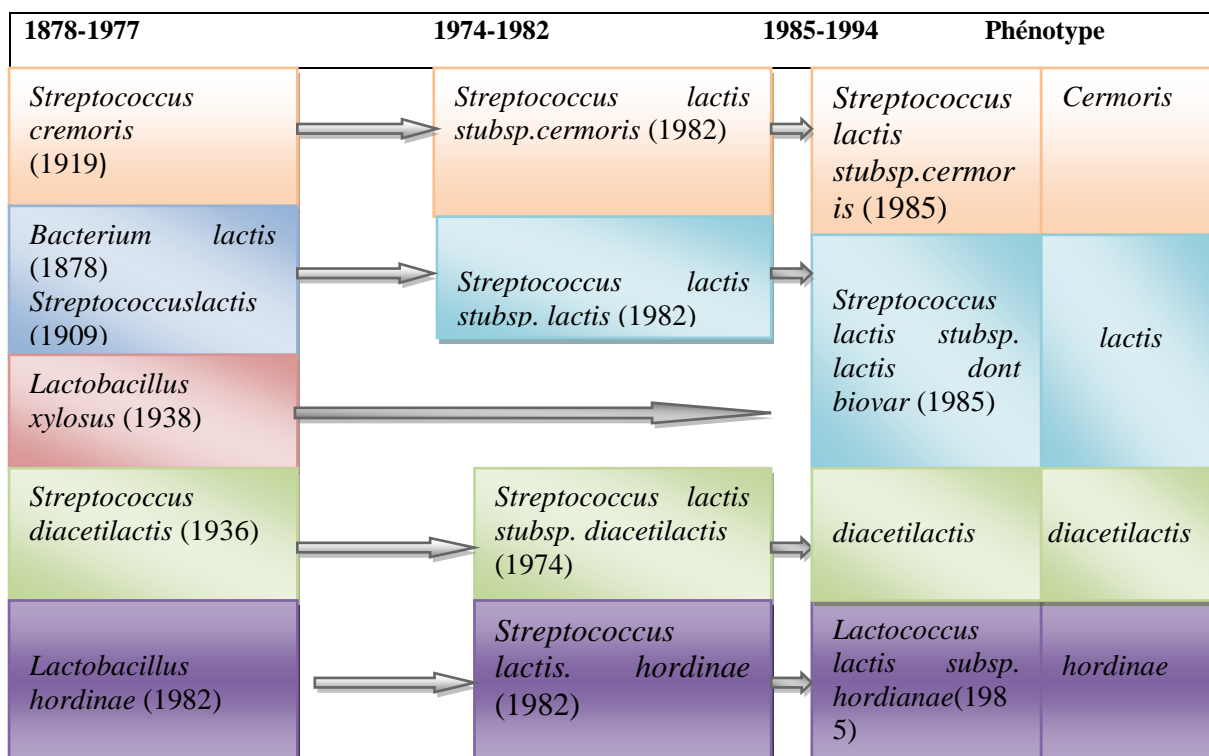 1878-1977 1974-1982 1985-1994 Phénotype
Streptococcus
cremoris
(1919)
Streptococcus lactis
stubsp.cermoris (1982)
Streptococcus
lactis
stubsp.cermor
is (1985)
Cermoris
Bacterium lactis
(1878)
Streptococcuslactis
(1909)
Streptococcus lactis
stubsp. lactis (1982)
Streptococcus
lactis stubsp.
lactis dont
biovar (1985)
lactis
Lactobacillus
xylosus (1938)
Streptococcus
diacetilactis (1936)
Streptococcus lactis
stubsp. diacetilactis
(1974)
diacetilactis
diacetilactis
Lactobacillus
hordinae (1982)
Streptococcus
lactis. hordinae
(1982)
Lactococcus
lactis subsp.
hordianae(198
5)
hordinae